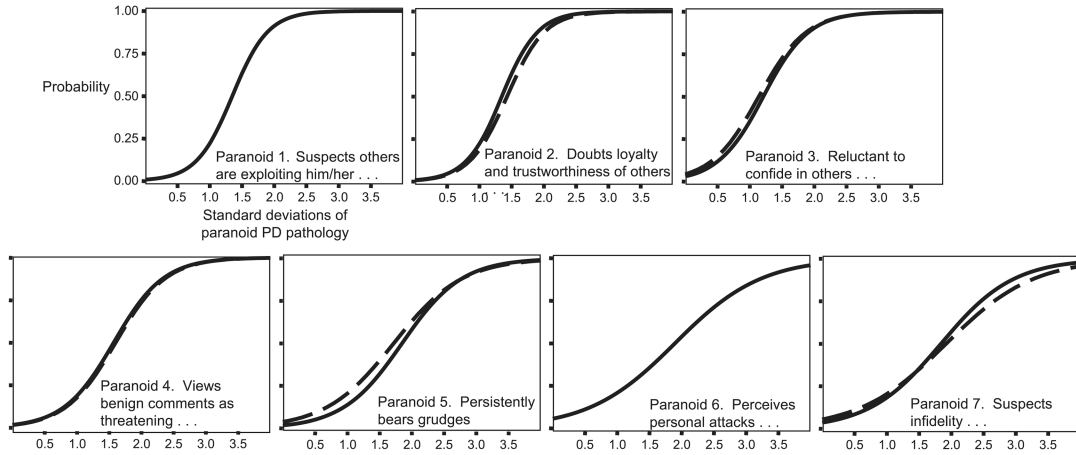 1.00
0.75
Probability
0.50
0.25
0.00
Paranoid 1. Suspects others
are exploiting him/her . . .
0.5 1.0 1.5 2.0 2.5 3.0 3.5
Standard deviations of
paranoid PD pathology
Paranoid 2. Doubts loyalty
and trustworthiness of others
. . .
0.5 1.0 1.5 2.0 2.5 3.0 3.5
Paranoid 3. Reluctant to
confide in others . . .
0.5 1.0 1.5 2.0 2.5 3.0 3.5
Paranoid 4. Views
benign comments as
threatening . . .
0.5 1.0 1.5 2.0 2.5 3.0 3.5
Paranoid 5. Persistently
bears grudges
0.5 1.0 1.5 2.0 2.5 3.0 3.5
Paranoid 6. Perceives
personal attacks . . .
0.5 1.0 1.5 2.0 2.5 3.0 3.5
Paranoid 7. Suspects
infidelity . . .
0.5 1.0 1.5 2.0 2.5 3.0 3.5